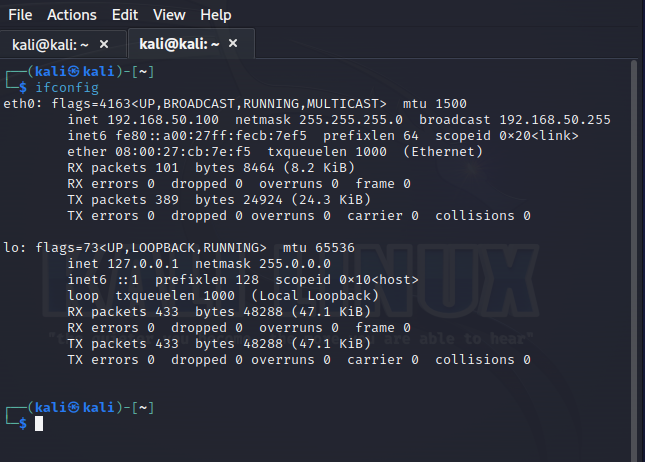 File Actions Edit View Help
kali@kali: ~ × kali@kali: ~ ×
┌──(kali㉿kali)-[~]
└─$ ifconfig
eth0: flags=4163<UP,BROADCAST,RUNNING,MULTICAST>  mtu 1500
        inet 192.168.50.100  netmask 255.255.255.0  broadcast 192.168.50.255
        inet6 fe80::a00:27ff:fecb:7ef5  prefixlen 64  scopeid 0×20<link>
        ether 08:00:27:cb:7e:f5  txqueuelen 1000  (Ethernet)
        RX packets 101  bytes 8464 (8.2 KiB)
        RX errors 0  dropped 0  overruns 0  frame 0
        TX packets 389  bytes 24924 (24.3 KiB)
        TX errors 0  dropped 0 overruns 0  carrier 0  collisions 0

lo: flags=73<UP,LOOPBACK,RUNNING>  mtu 65536
        inet 127.0.0.1  netmask 255.0.0.0
        inet6 ::1  prefixlen 128  scopeid 0×10<host>
        loop  txqueuelen 1000  (Local Loopback)
        RX packets 433  bytes 48288 (47.1 KiB)
        RX errors 0  dropped 0  overruns 0  frame 0
        TX packets 433  bytes 48288 (47.1 KiB)
        TX errors 0  dropped 0 overruns 0  carrier 0  collisions 0

┌──(kali㉿kali)-[~]
└─$